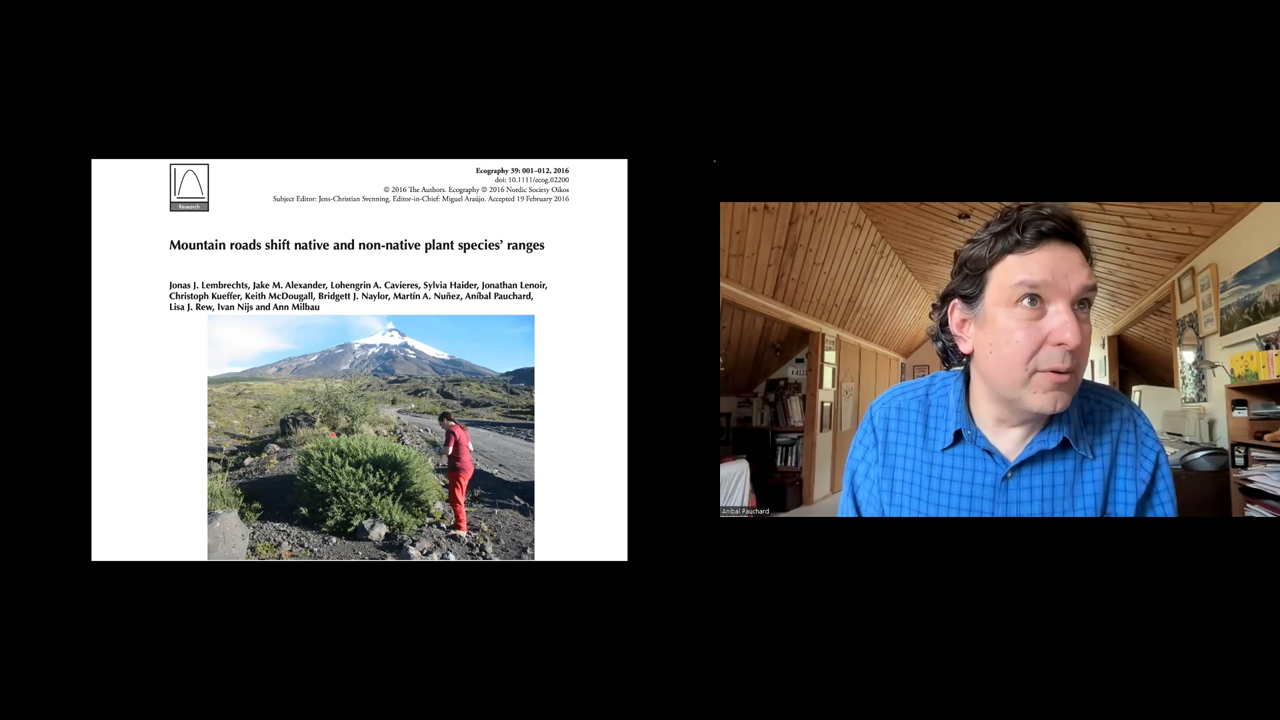 Research
Ecography 39: 001–012, 2016
doi: 10.1111/ecog.02200
© 2016 The Authors. Ecography © 2016 Nordic Society Oikos
Subject Editor: Jens-Christian Svenning. Editor-in-Chief: Miguel Araújo. Accepted 19 February 2016
Mountain roads shift native and non-native plant species’ ranges
Jonas J. Lembrechts, Jake M. Alexander, Lohengrin A. Cavieres, Sylvia Haider, Jonathan Lenoir,
Christoph Kueffer, Keith McDougall, Bridgett J. Naylor, Martín A. Nuñez, Aníbal Pauchard,
Lisa J. Rew, Ivan Nijs and Ann Milbau
Aníbal Pauchard